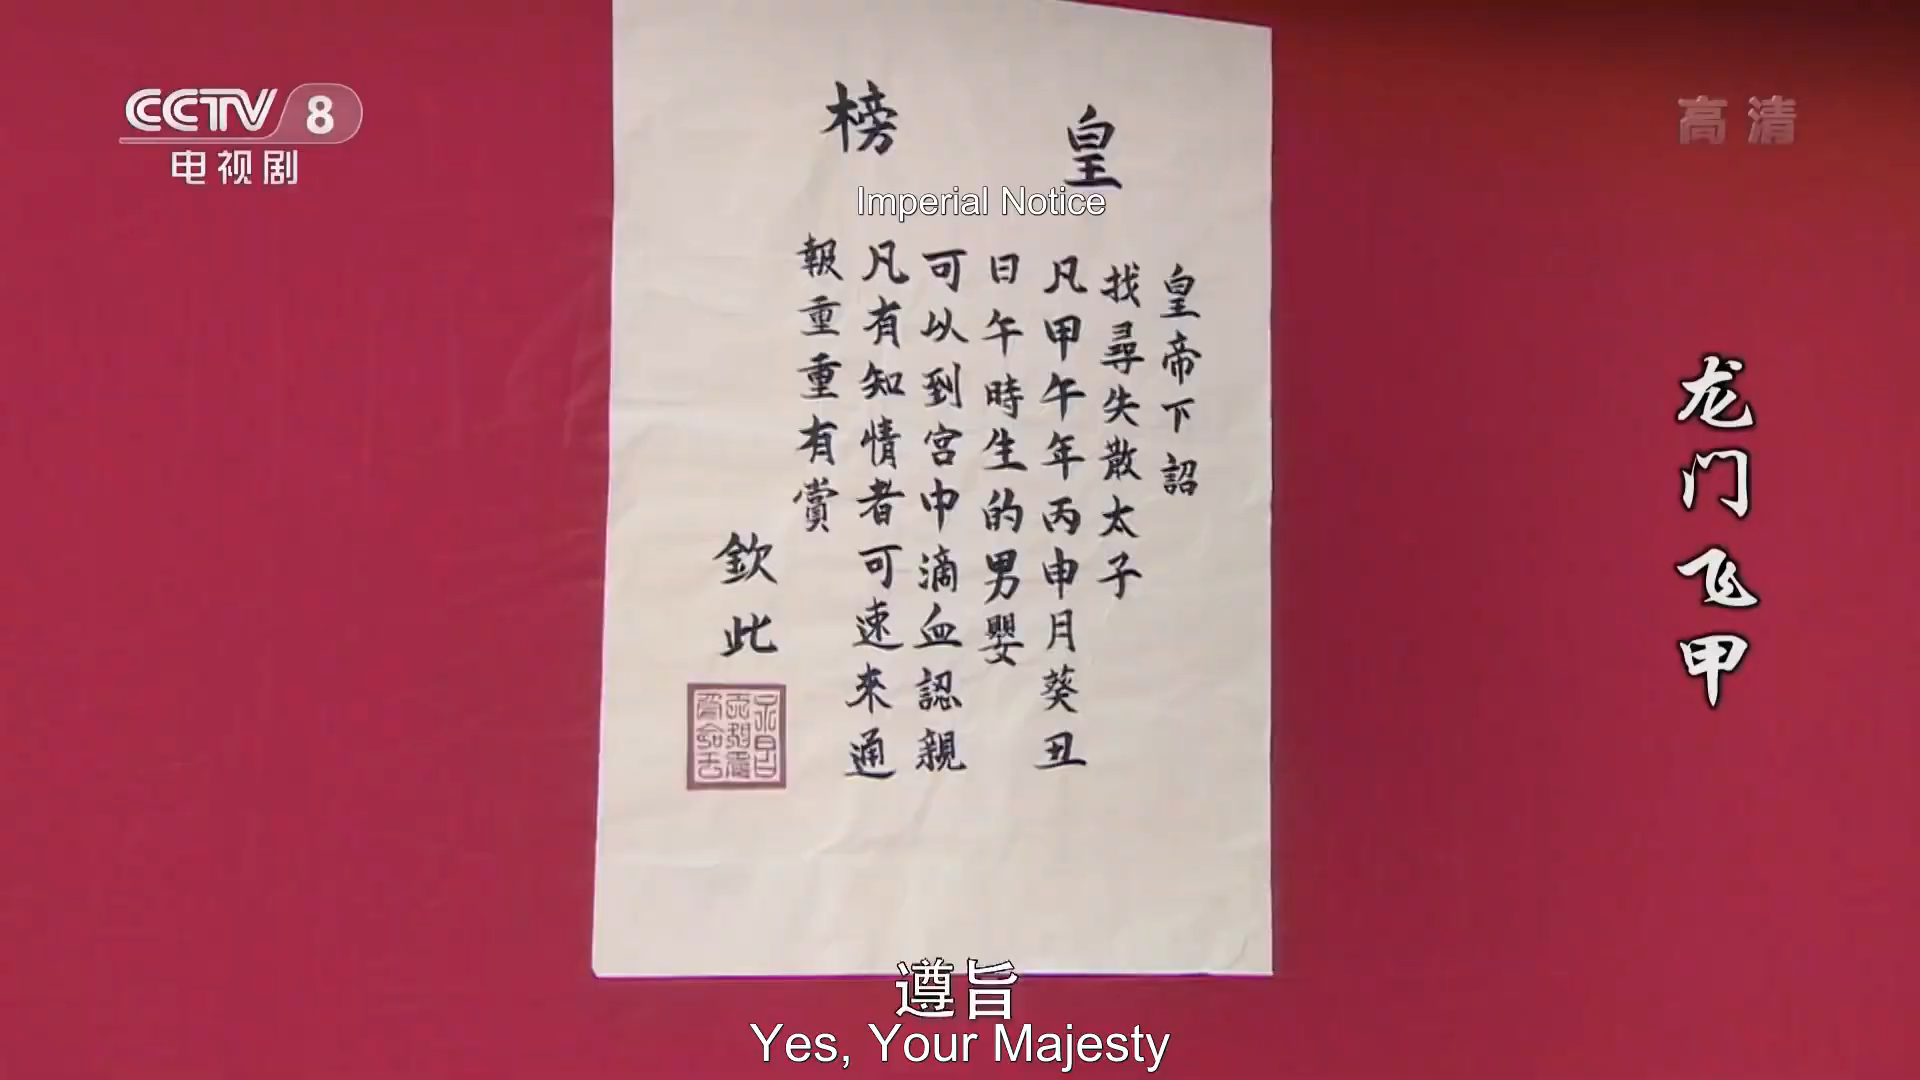 CCTV 8
电视剧
高清
皇榜
Imperial Notice
皇帝下詔
找尋失散太子
凡甲午年丙申月葵丑
日午時生的男嬰
可以到宮中滴血認親
凡有知情者可速來通
報重重有賞
欽此
龙门飞甲
遵旨
Yes, Your Majesty